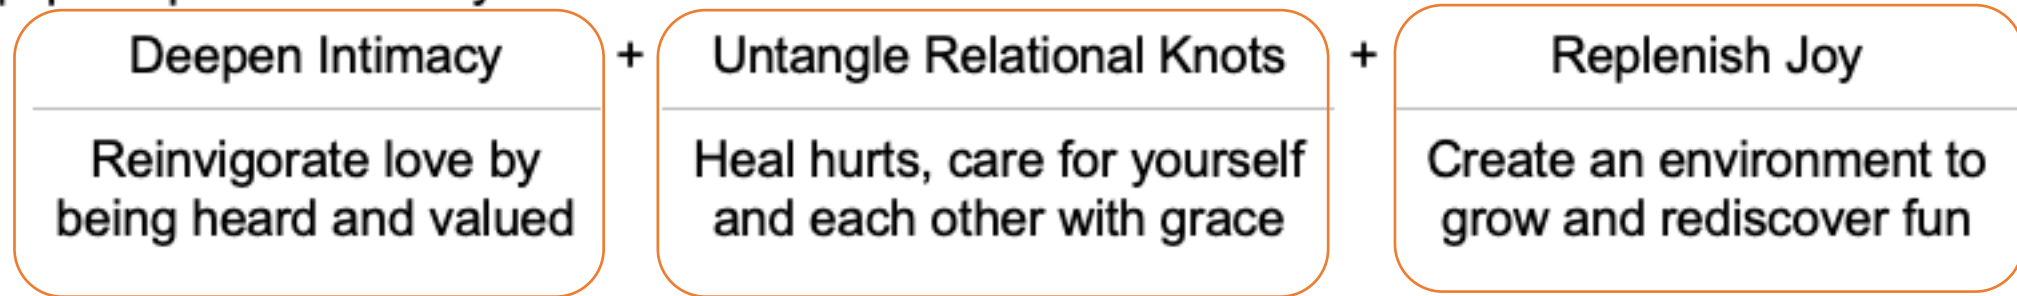 Deepen Intimacy + Untangle Relational Knots + Replenish Joy
Reinvigorate love by
being heard and valued
Heal hurts, care for yourself
and each other with grace
Create an environment to
grow and rediscover fun